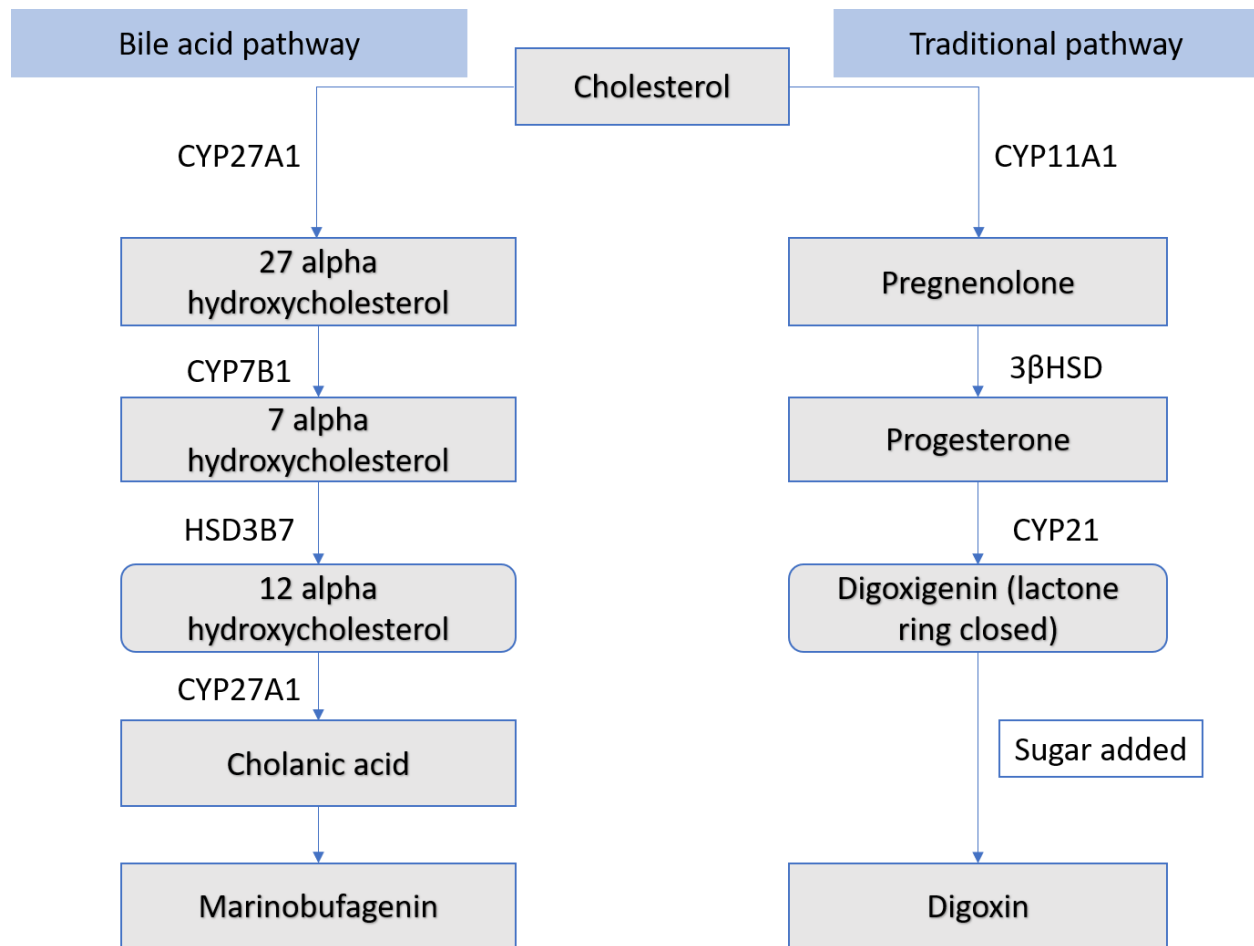 Bile acid pathway
Traditional pathway
Cholesterol
CYP27A1
CYP11A1
27 alpha
hydroxycholesterol
Pregnenolone
CYP7B1
3βHSD
7 alpha
hydroxycholesterol
Progesterone
HSD3B7
CYP21
12 alpha
hydroxycholesterol
Digoxigenin (lactone
ring closed)
CYP27A1
Cholanic acid
Sugar added
Marinobufagenin
Digoxin